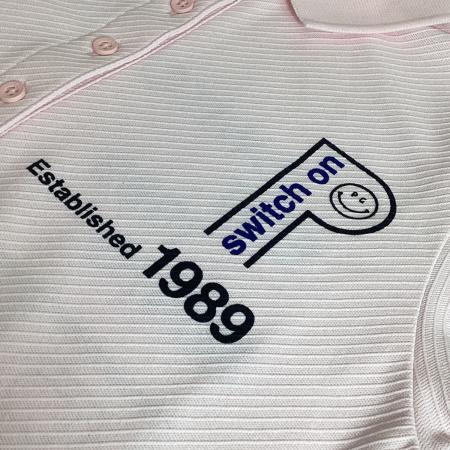 switch on
P G
Established 1989